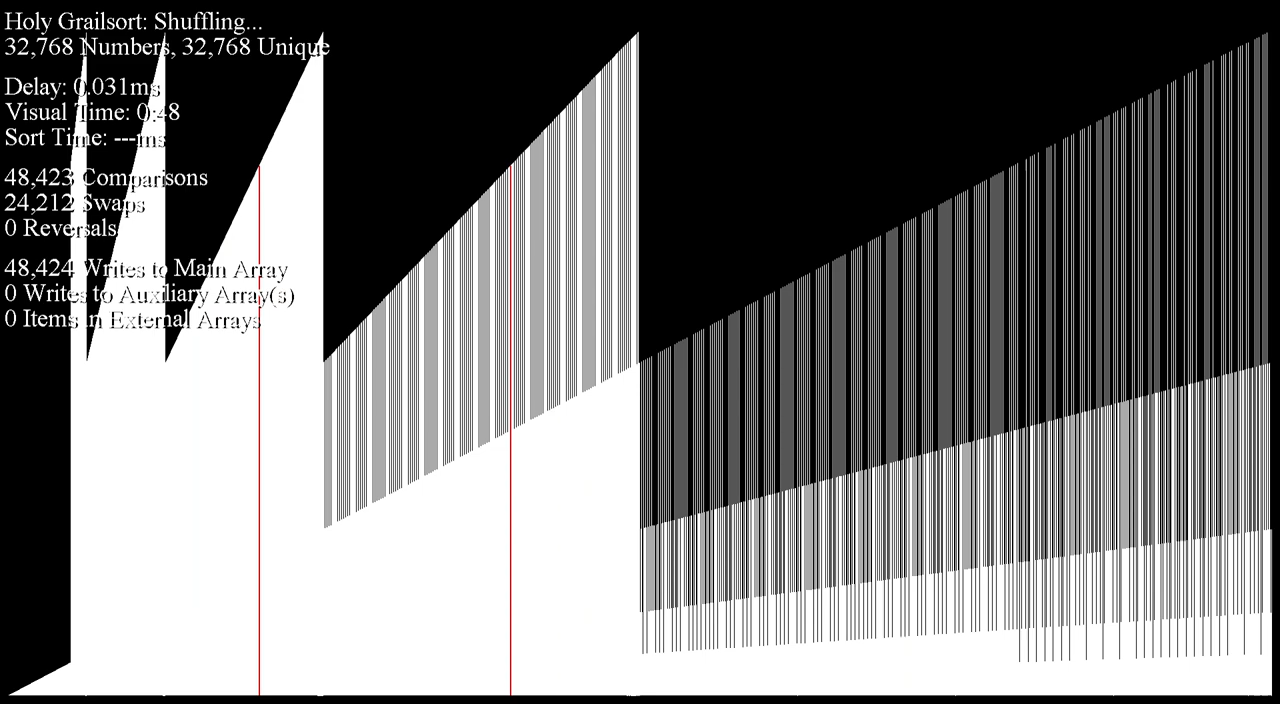 Holy Grailsort: Shuffling...
32,768 Numbers, 32,768 Unique
Delay: 0.031ms
Visual Time: 0:48
Sort Time: ---ms
48,423 Comparisons
24,212 Swaps
0 Reversals
48,424 Writes to Main Array
0 Writes to Auxiliary Array(s)
0 Items in External Arrays